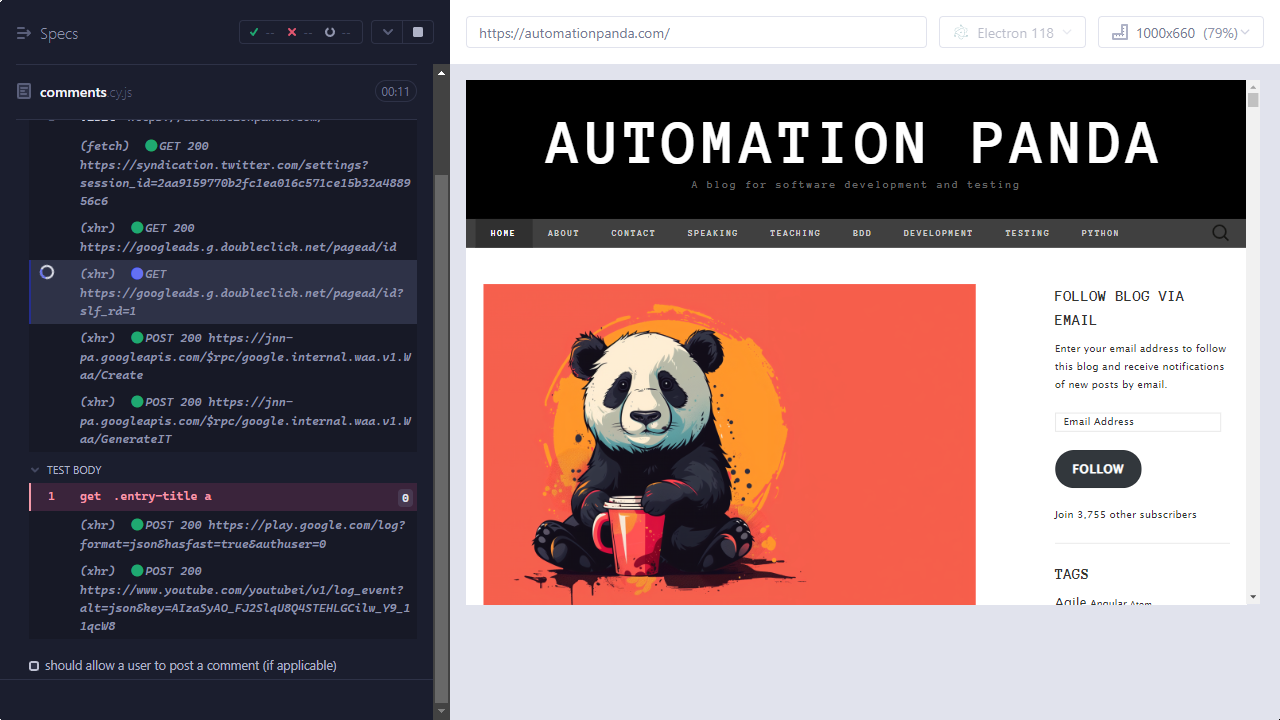 Specs
--
--
--
comments.cy.js
00:11
(fetch) GET 200
https://syndication.twitter.com/settings?
session_id=2aa9159770b2fc1ea016c571ce15b32a4889
56c6
(xhr) GET 200
https://googleads.g.doubleclick.net/pagead/id
(xhr) GET
https://googleads.g.doubleclick.net/pagead/id?
slf_rd=1
(xhr) POST 200 https://jnn-
pa.googleapis.com/$rpc/google.internal.waa.v1.W
aa/Create
(xhr) POST 200 https://jnn-
pa.googleapis.com/$rpc/google.internal.waa.v1.W
aa/GenerateIT
TEST BODY
1 get .entry-title a 0
(xhr) POST 200 https://play.google.com/log?
format=json&hasfast=true&authuser=0
(xhr) POST 200
https://www.youtube.com/youtubei/v1/log_event?
alt=json&key=AIzaSyAO_FJ2SlqU8Q4STEHLGCilw_Y9_1
1qcW8
should allow a user to post a comment (if applicable)
https://automationpanda.com/
Electron 118
1000x660 (79%)
AUTOMATION PANDA
A blog for software development and testing
HOME ABOUT CONTACT SPEAKING TEACHING BDD DEVELOPMENT TESTING PYTHON
FOLLOW BLOG VIA
EMAIL
Enter your email address to follow
this blog and receive notifications
of new posts by email.
Email Address
FOLLOW
Join 3,755 other subscribers
TAGS
Agile Angular Atom